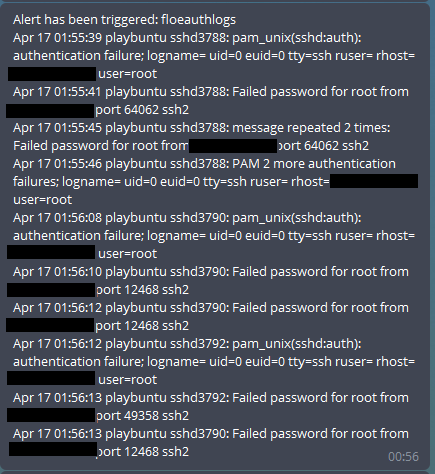 Alert has been triggered: floeauthlogs
Apr 17 01:55:39 playbuntu sshd3788: pam_unix(sshd:auth):
authentication failure; logname= uid=0 euid=0 tty=ssh ruser= rhost=
user=root
Apr 17 01:55:41 playbuntu sshd3788: Failed password for root from
port 64062 ssh2
Apr 17 01:55:45 playbuntu sshd3788: message repeated 2 times:
Failed password for root from port 64062 ssh2
Apr 17 01:55:46 playbuntu sshd3788: PAM 2 more authentication
failures; logname= uid=0 euid=0 tty=ssh ruser= rhost=
user=root
Apr 17 01:56:08 playbuntu sshd3790: pam_unix(sshd:auth):
authentication failure; logname= uid=0 euid=0 tty=ssh ruser= rhost=
user=root
Apr 17 01:56:10 playbuntu sshd3790: Failed password for root from
port 12468 ssh2
Apr 17 01:56:12 playbuntu sshd3790: Failed password for root from
port 12468 ssh2
Apr 17 01:56:12 playbuntu sshd3792: pam_unix(sshd:auth):
authentication failure; logname= uid=0 euid=0 tty=ssh ruser= rhost=
user=root
Apr 17 01:56:13 playbuntu sshd3792: Failed password for root from
port 49358 ssh2
Apr 17 01:56:13 playbuntu sshd3790: Failed password for root from
port 12468 ssh2
00:56